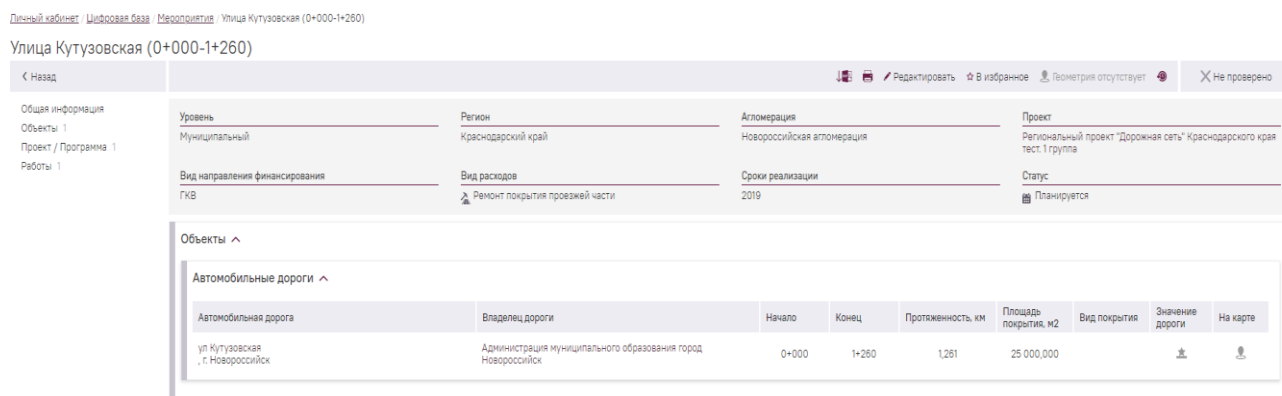 Личный кабинет / Цифровая база / Мероприятия / Улица Кутузовская (0+000-1+260)
Улица Кутузовская (0+000-1+260)
Назад
Редактировать В избранное Геометрия отсутствует Не проверено
Общая информация
Объекты 1
Проект / Программа 1
Работы 1
Уровень Регион Агломерация Проект
Муниципальный Краснодарский край Новороссийская агломерация Региональный проект "Дорожная сеть" Краснодарского края
тест. 1 группа
Вид направления финансирования Вид расходов Сроки реализации Статус
ГКВ Ремонт покрытия проезжей части 2019 Планируется
Объекты
Автомобильные дороги
Автомобильная дорога Владелец дороги Начало Конец Протяженность, км Площадь покрытия, м2 Вид покрытия Значение дороги На карте
ул Кутузовская Администрация муниципального образования город
, г. Новороссийск Новороссийск 0+000 1+260 1,261 25 000,000